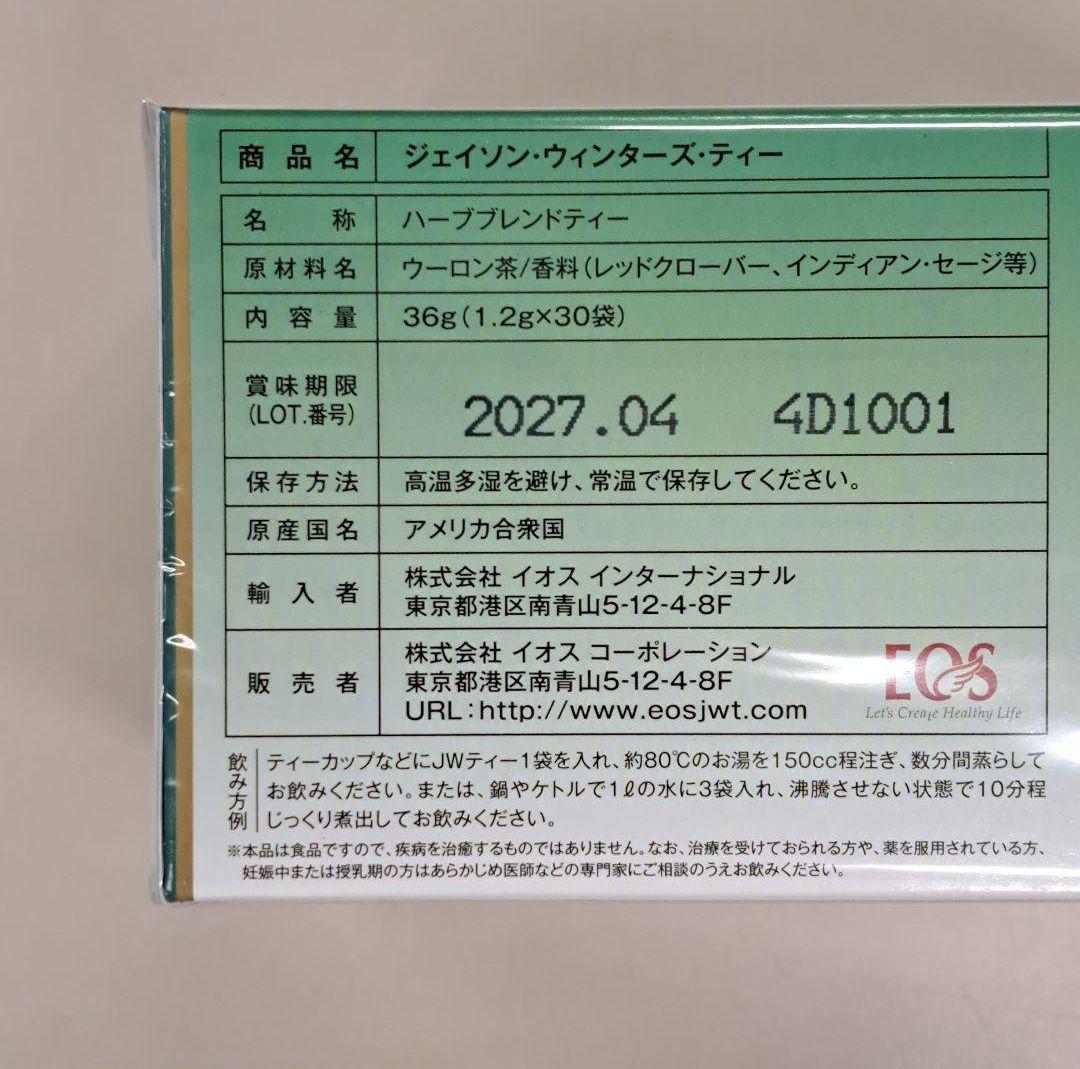 商品名 ジェイソン・ウィンターズ・ティー
名称 ハーブブレンドティー
原材料名 ウーロン茶/香料(レッドクローバー、インディアン・セージ等)
内容量 36g(1.2g×30袋)
賞味期限
(LOT.番号)
2027.04 4D1001
保存方法 高温多湿を避け、常温で保存してください。
原産国名 アメリカ合衆国
輸入者 株式会社 イオス インターナショナル
東京都港区南青山5-12-4-8F
販売者 株式会社 イオス コーポレーション
東京都港区南青山5-12-4-8F
URL:http://www.eosjwt.com
EOS
Let's Create Healthy Life
飲み方例
ティーカップなどにJWティー1袋を入れ、約80℃のお湯を150cc程注ぎ、数分間蒸らして
お飲みください。または、鍋やケトルで1ℓの水に3袋入れ、沸騰させない状態で10分程
じっくり煮出してお飲みください。
※本品は食品ですので、疾病を治癒するものではありません。なお、治療を受けておられる方や、薬を服用されている方、
妊娠中または授乳期の方はあらかじめ医師などの専門家にご相談のうえお飲みください。